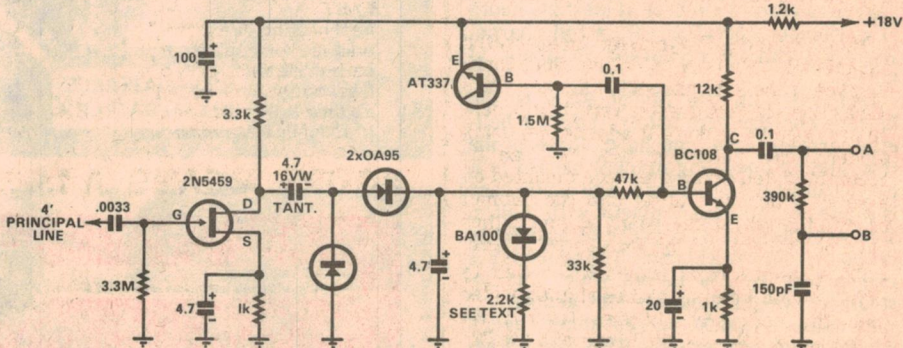 1.2k
+18V
100
+
-
E
AT337
B
0.1
12k
3.3k
1.5M
C
0.1
A
4.7
16VW
+ -
TANT.
2xOA95
47k
BC108
B
2N5459
D
.0033
G
S
4'
PRINCIPAL
LINE
E
390k
B
BA100
4.7
+
-
33k
3.3M
4.7
+
-
1k
2.2k
SEE TEXT
20
+
-
1k
150pF